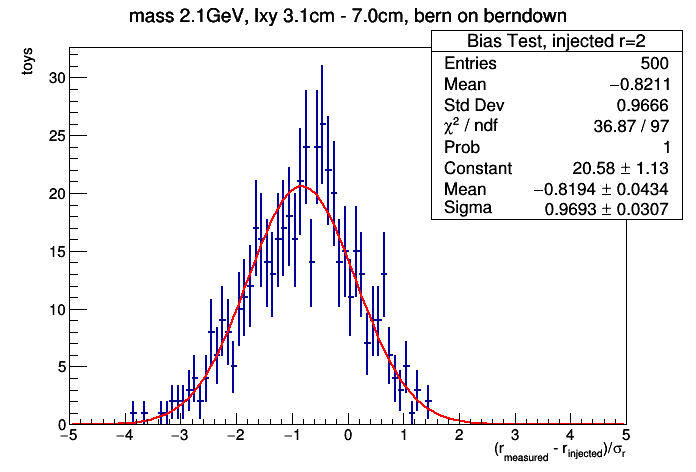 mass 2.1GeV, lxy 3.1cm - 7.0cm, bern on berndown
Bias Test, injected r=2
Entries 500
Mean −0.8211
Std Dev 0.9666
χ² / ndf 36.87 / 97
Prob 1
Constant 20.58 ± 1.13
Mean −0.8194 ± 0.0434
Sigma 0.9693 ± 0.0307
toys
30
25
20
15
10
5
0
−5 −4 −3 −2 −1 0 1 2 3 4 5
(r_measured - r_injected)/σ_r